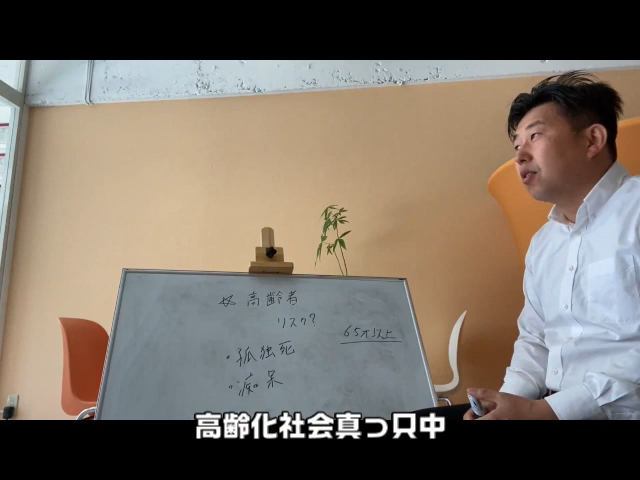 高齢者
リスク?
65才以上
・孤独死
・痴呆
高齢化社会真っ只中